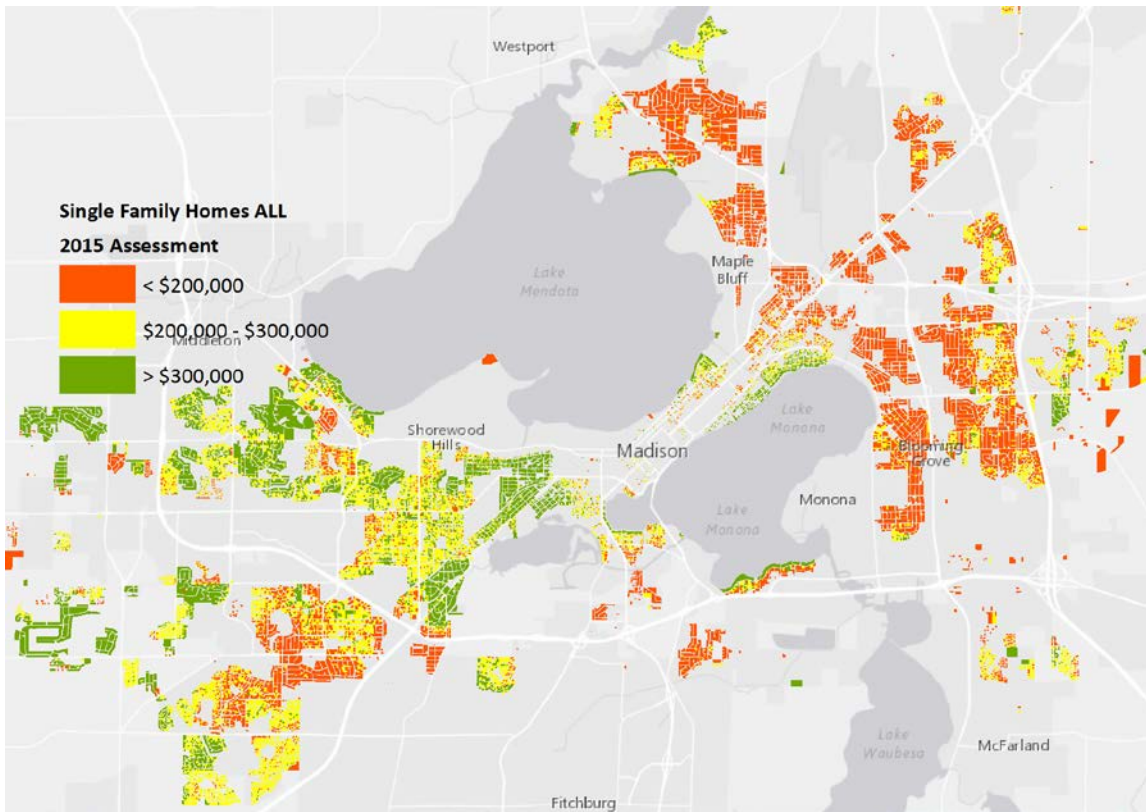 Westport
Single Family Homes ALL
2015 Assessment
< $200,000
$200,000 - $300,000
> $300,000
Middleton
Lake
Mendota
Maple
Bluff
Shorewood
Hills
Madison
Lake
Monona
Blooming
Grove
Monona
Lake
Monona
Lake
Waubesa
McFarland
Fitchburg